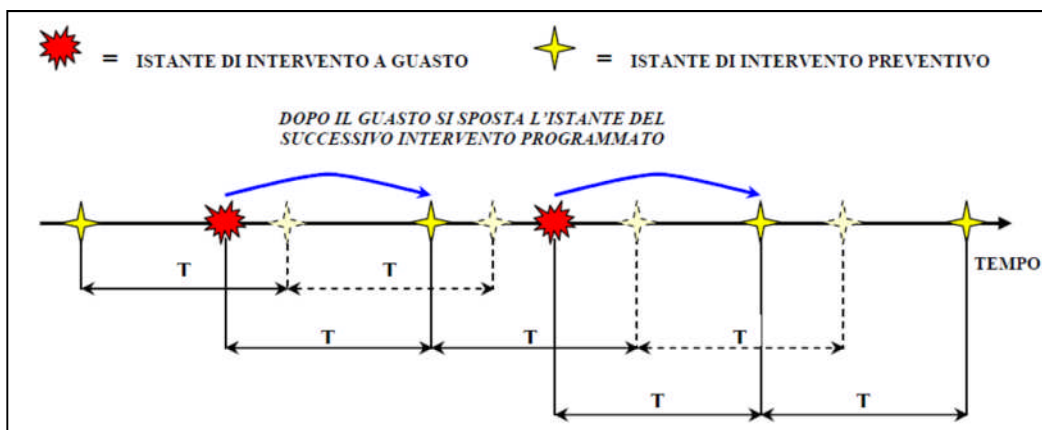 = ISTANTE DI INTERVENTO A GUASTO
= ISTANTE DI INTERVENTO PREVENTIVO
DOPO IL GUASTO SI SPOSTA L'ISTANTE DEL
SUCCESSIVO INTERVENTO PROGRAMMATO
TEMPO
T
T
T
T
T
T
T